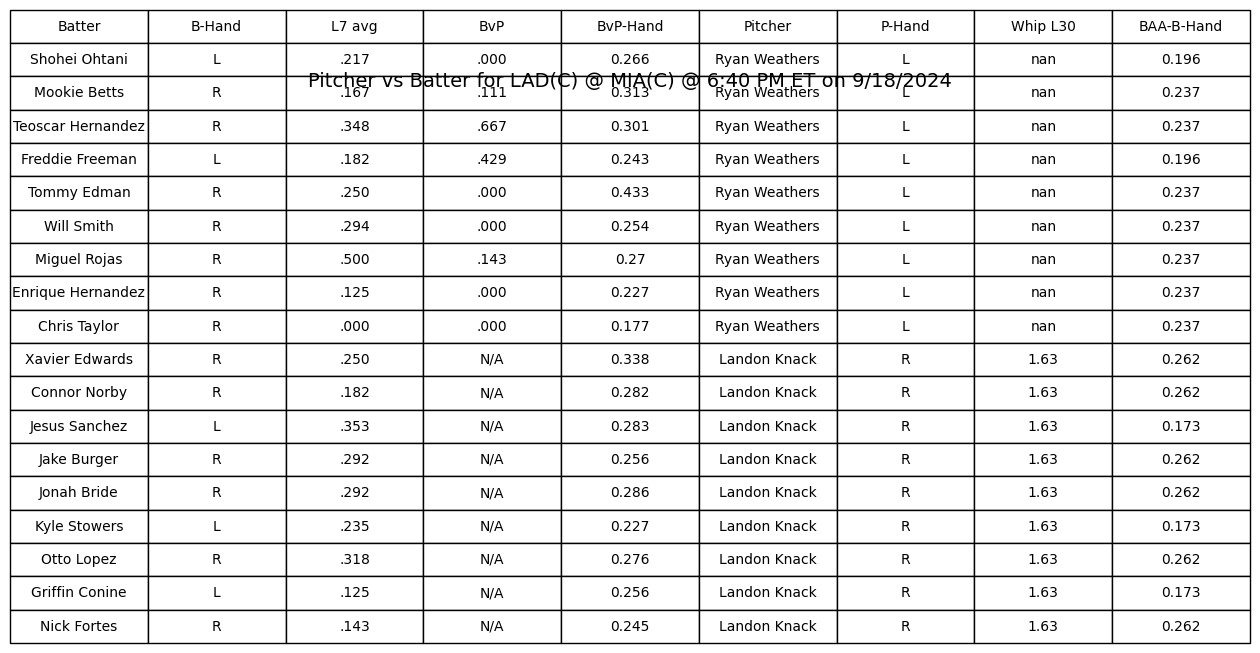 Batter B-Hand L7 avg BvP BvP-Hand Pitcher P-Hand Whip L30 BAA-B-Hand
Shohei Ohtani L .217 .000 0.266 Ryan Weathers L nan 0.196
Pitcher vs Batter for LAD(C) @ MIA(C) @ 6:40 PM ET on 9/18/2024
Mookie Betts R .167 .111 0.313 Ryan Weathers L nan 0.237
Teoscar Hernandez R .348 .667 0.301 Ryan Weathers L nan 0.237
Freddie Freeman L .182 .429 0.243 Ryan Weathers L nan 0.196
Tommy Edman R .250 .000 0.433 Ryan Weathers L nan 0.237
Will Smith R .294 .000 0.254 Ryan Weathers L nan 0.237
Miguel Rojas R .500 .143 0.27 Ryan Weathers L nan 0.237
Enrique Hernandez R .125 .000 0.227 Ryan Weathers L nan 0.237
Chris Taylor R .000 .000 0.177 Ryan Weathers L nan 0.237
Xavier Edwards R .250 N/A 0.338 Landon Knack R 1.63 0.262
Connor Norby R .182 N/A 0.282 Landon Knack R 1.63 0.262
Jesus Sanchez L .353 N/A 0.283 Landon Knack R 1.63 0.173
Jake Burger R .292 N/A 0.256 Landon Knack R 1.63 0.262
Jonah Bride R .292 N/A 0.286 Landon Knack R 1.63 0.262
Kyle Stowers L .235 N/A 0.227 Landon Knack R 1.63 0.173
Otto Lopez R .318 N/A 0.276 Landon Knack R 1.63 0.262
Griffin Conine L .125 N/A 0.256 Landon Knack R 1.63 0.173
Nick Fortes R .143 N/A 0.245 Landon Knack R 1.63 0.262